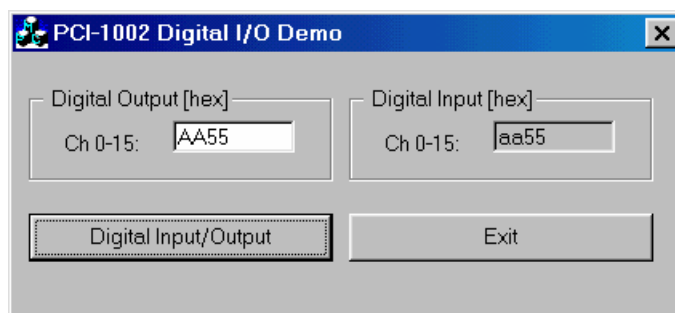 PCI-1002 Digital I/O Demo
Digital Output [hex]
Ch 0-15: AA55
Digital Input [hex]
Ch 0-15: aa55
Digital Input/Output
Exit